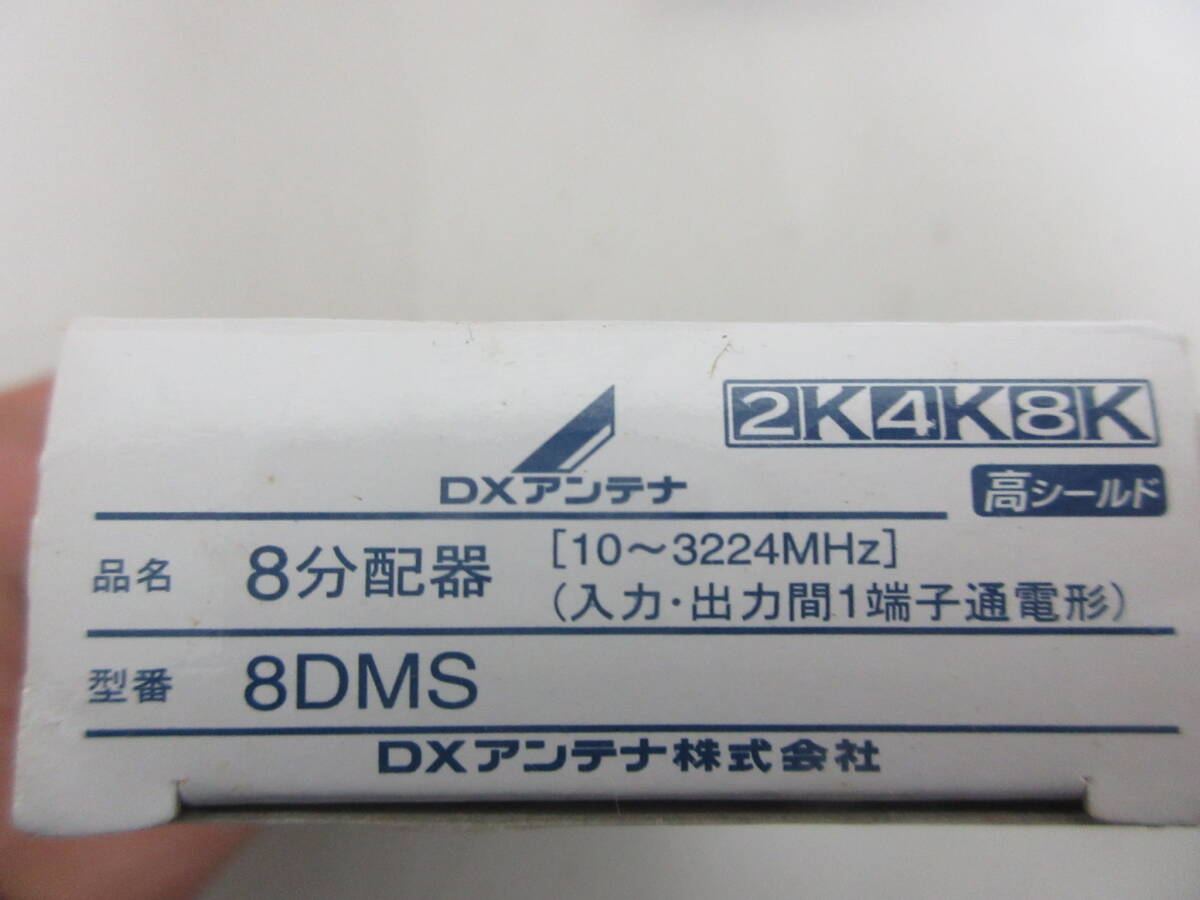 2K4K8K
DXアンテナ
高シールド
品名 8分配器 [10～3224MHz]
(入力・出力間1端子通電形)
型番 8DMS
DXアンテナ株式会社